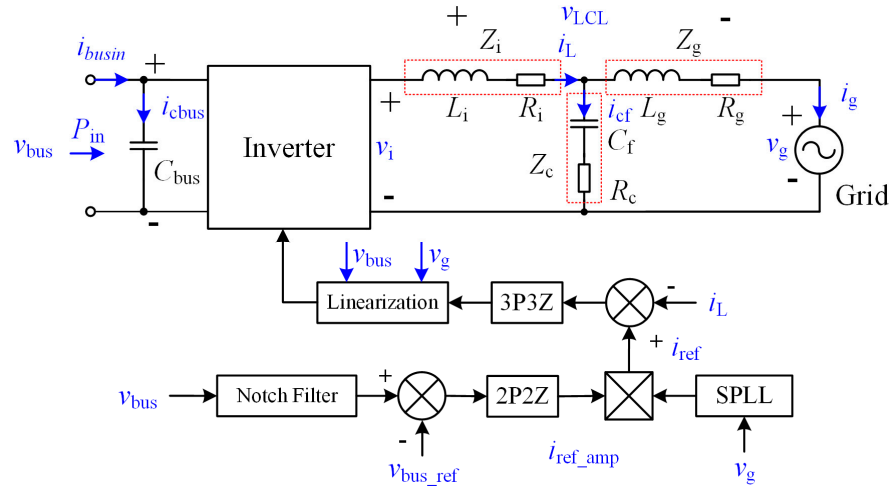 + v_LCL -
i_busin Z_i i_L Z_g
+ + i_cbus L_i R_i i_cf L_g R_g i_g
v_bus P_in C_bus Inverter v_i C_f v_g +
Z_c R_c
- - - Grid
v_bus v_g
Linearization 3P3Z - i_L
+ i_ref
v_bus Notch Filter + 2P2Z SPLL
- v_bus_ref i_ref_amp v_g